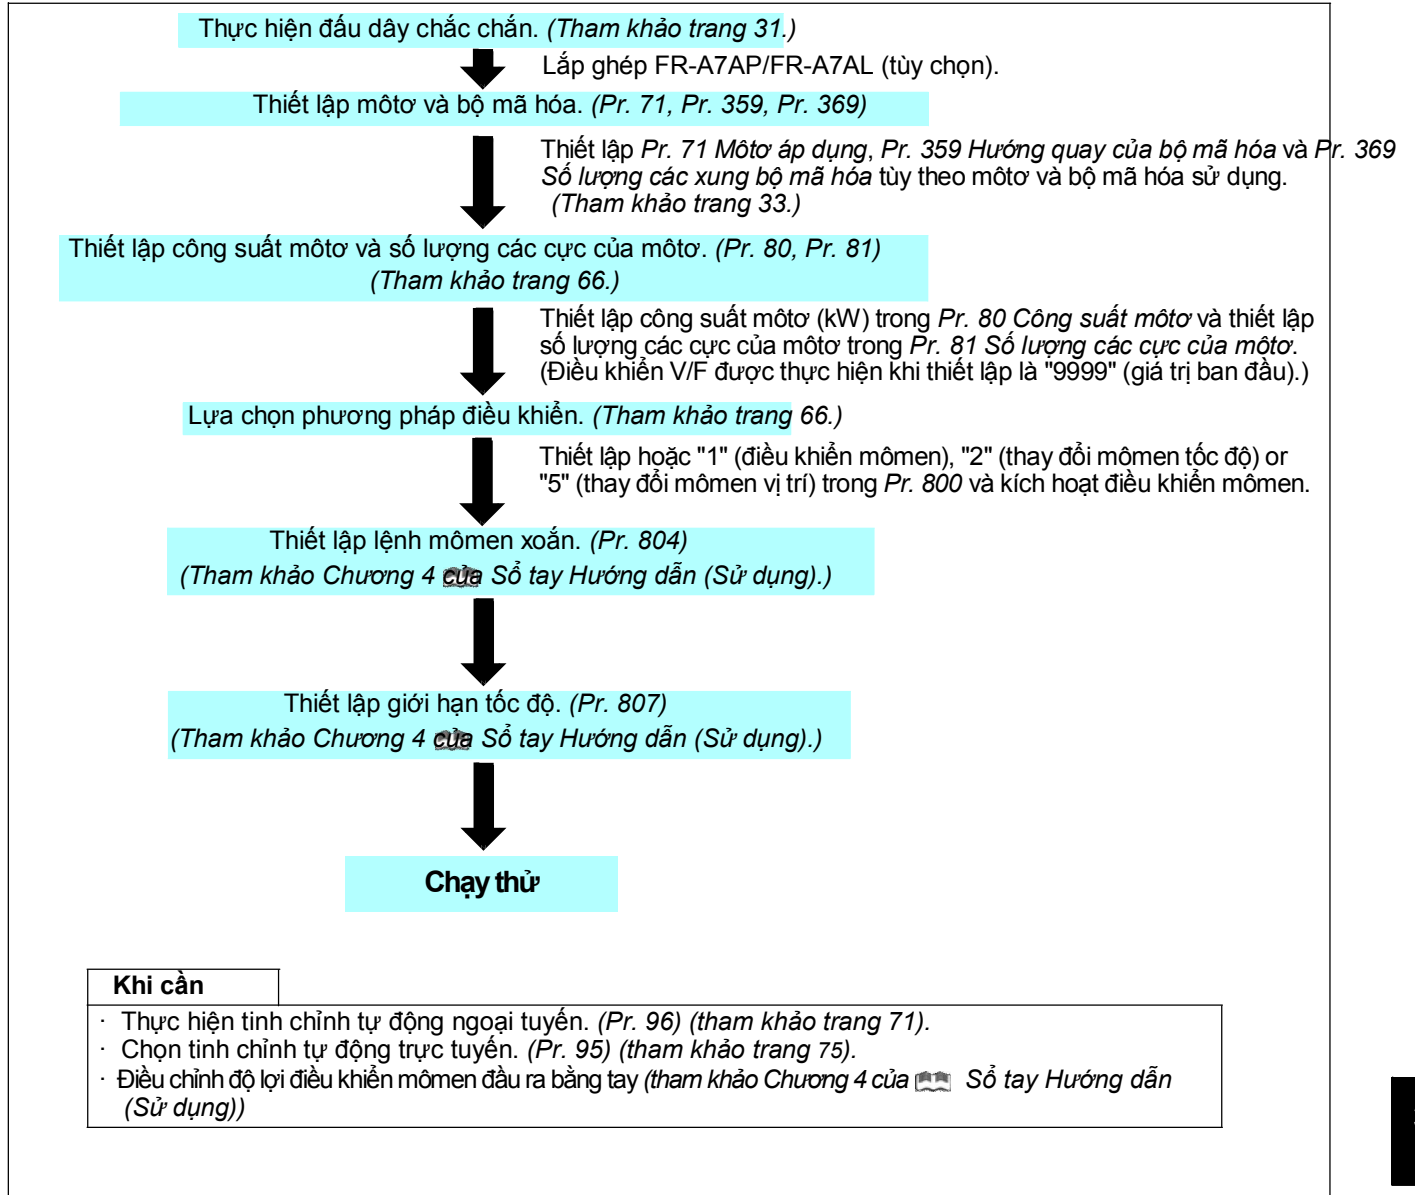 Thực hiện đấu dây chắc chắn. (Tham khảo trang 31.)
Lắp ghép FR-A7AP/FR-A7AL (tùy chọn).
Thiết lập môtơ và bộ mã hóa. (Pr. 71, Pr. 359, Pr. 369)
Thiết lập Pr. 71 Môtơ áp dụng, Pr. 359 Hướng quay của bộ mã hóa và Pr. 369
Số lượng các xung bộ mã hóa tùy theo môtơ và bộ mã hóa sử dụng.
(Tham khảo trang 33.)
Thiết lập công suất môtơ và số lượng các cực của môtơ. (Pr. 80, Pr. 81)
(Tham khảo trang 66.)
Thiết lập công suất môtơ (kW) trong Pr. 80 Công suất môtơ và thiết lập
số lượng các cực của môtơ trong Pr. 81 Số lượng các cực của môtơ.
(Điều khiển V/F được thực hiện khi thiết lập là "9999" (giá trị ban đầu).)
Lựa chọn phương pháp điều khiển. (Tham khảo trang 66.)
Thiết lập hoặc "1" (điều khiển mômen), "2" (thay đổi mômen tốc độ) or
"5" (thay đổi mômen vị trí) trong Pr. 800 và kích hoạt điều khiển mômen.
Thiết lập lệnh mômen xoắn. (Pr. 804)
(Tham khảo Chương 4 của Sổ tay Hướng dẫn (Sử dụng).)
Thiết lập giới hạn tốc độ. (Pr. 807)
(Tham khảo Chương 4 của Sổ tay Hướng dẫn (Sử dụng).)
Chạy thử
Khi cần
· Thực hiện tinh chỉnh tự động ngoại tuyến. (Pr. 96) (tham khảo trang 71).
· Chọn tinh chỉnh tự động trực tuyến. (Pr. 95) (tham khảo trang 75).
· Điều chỉnh độ lợi điều khiển mômen đầu ra bằng tay (tham khảo Chương 4 của Sổ tay Hướng dẫn
(Sử dụng))